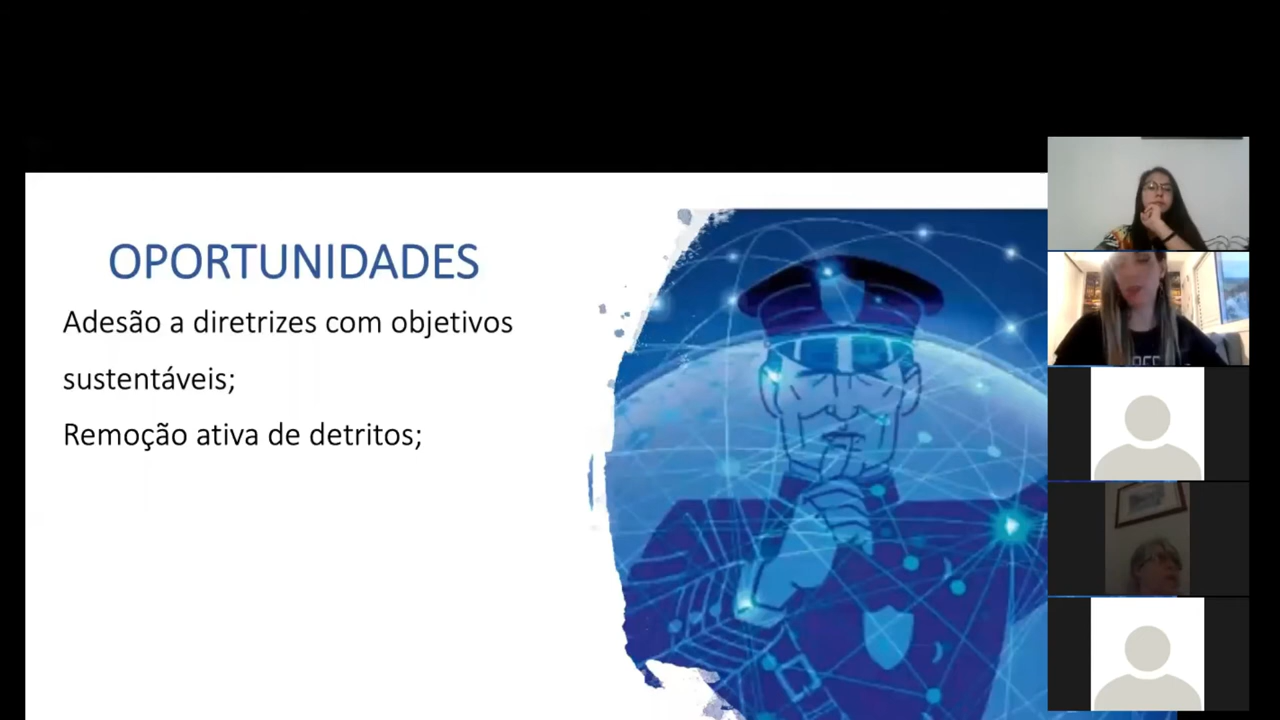 OPORTUNIDADES
Adesão a diretrizes com objetivos
sustentáveis;
Remoção ativa de detritos;